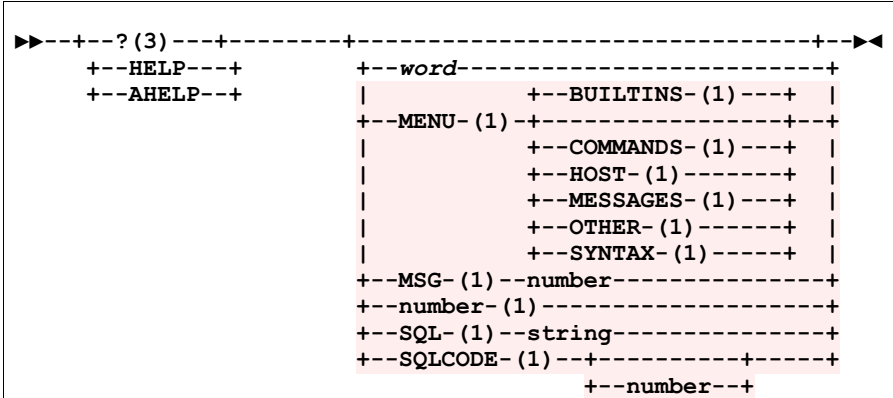 ►►--+--?(3)---+--------+--------------------------------+--►◄
     +--HELP---+        +--word--------------------------+
     +--AHELP--+        |           +--BUILTINS-(1)---+  |
                        +--MENU-(1)-+-----------------+--+
                        |           +--COMMANDS-(1)---+  |
                        |           +--HOST-(1)-------+  |
                        |           +--MESSAGES-(1)---+  |
                        |           +--OTHER-(1)------+  |
                        |           +--SYNTAX-(1)-----+  |
                        +--MSG-(1)--number---------------+
                        +--number-(1)--------------------+
                        +--SQL-(1)--string---------------+
                        +--SQLCODE-(1)--+----------+-----+
                                        +--number--+